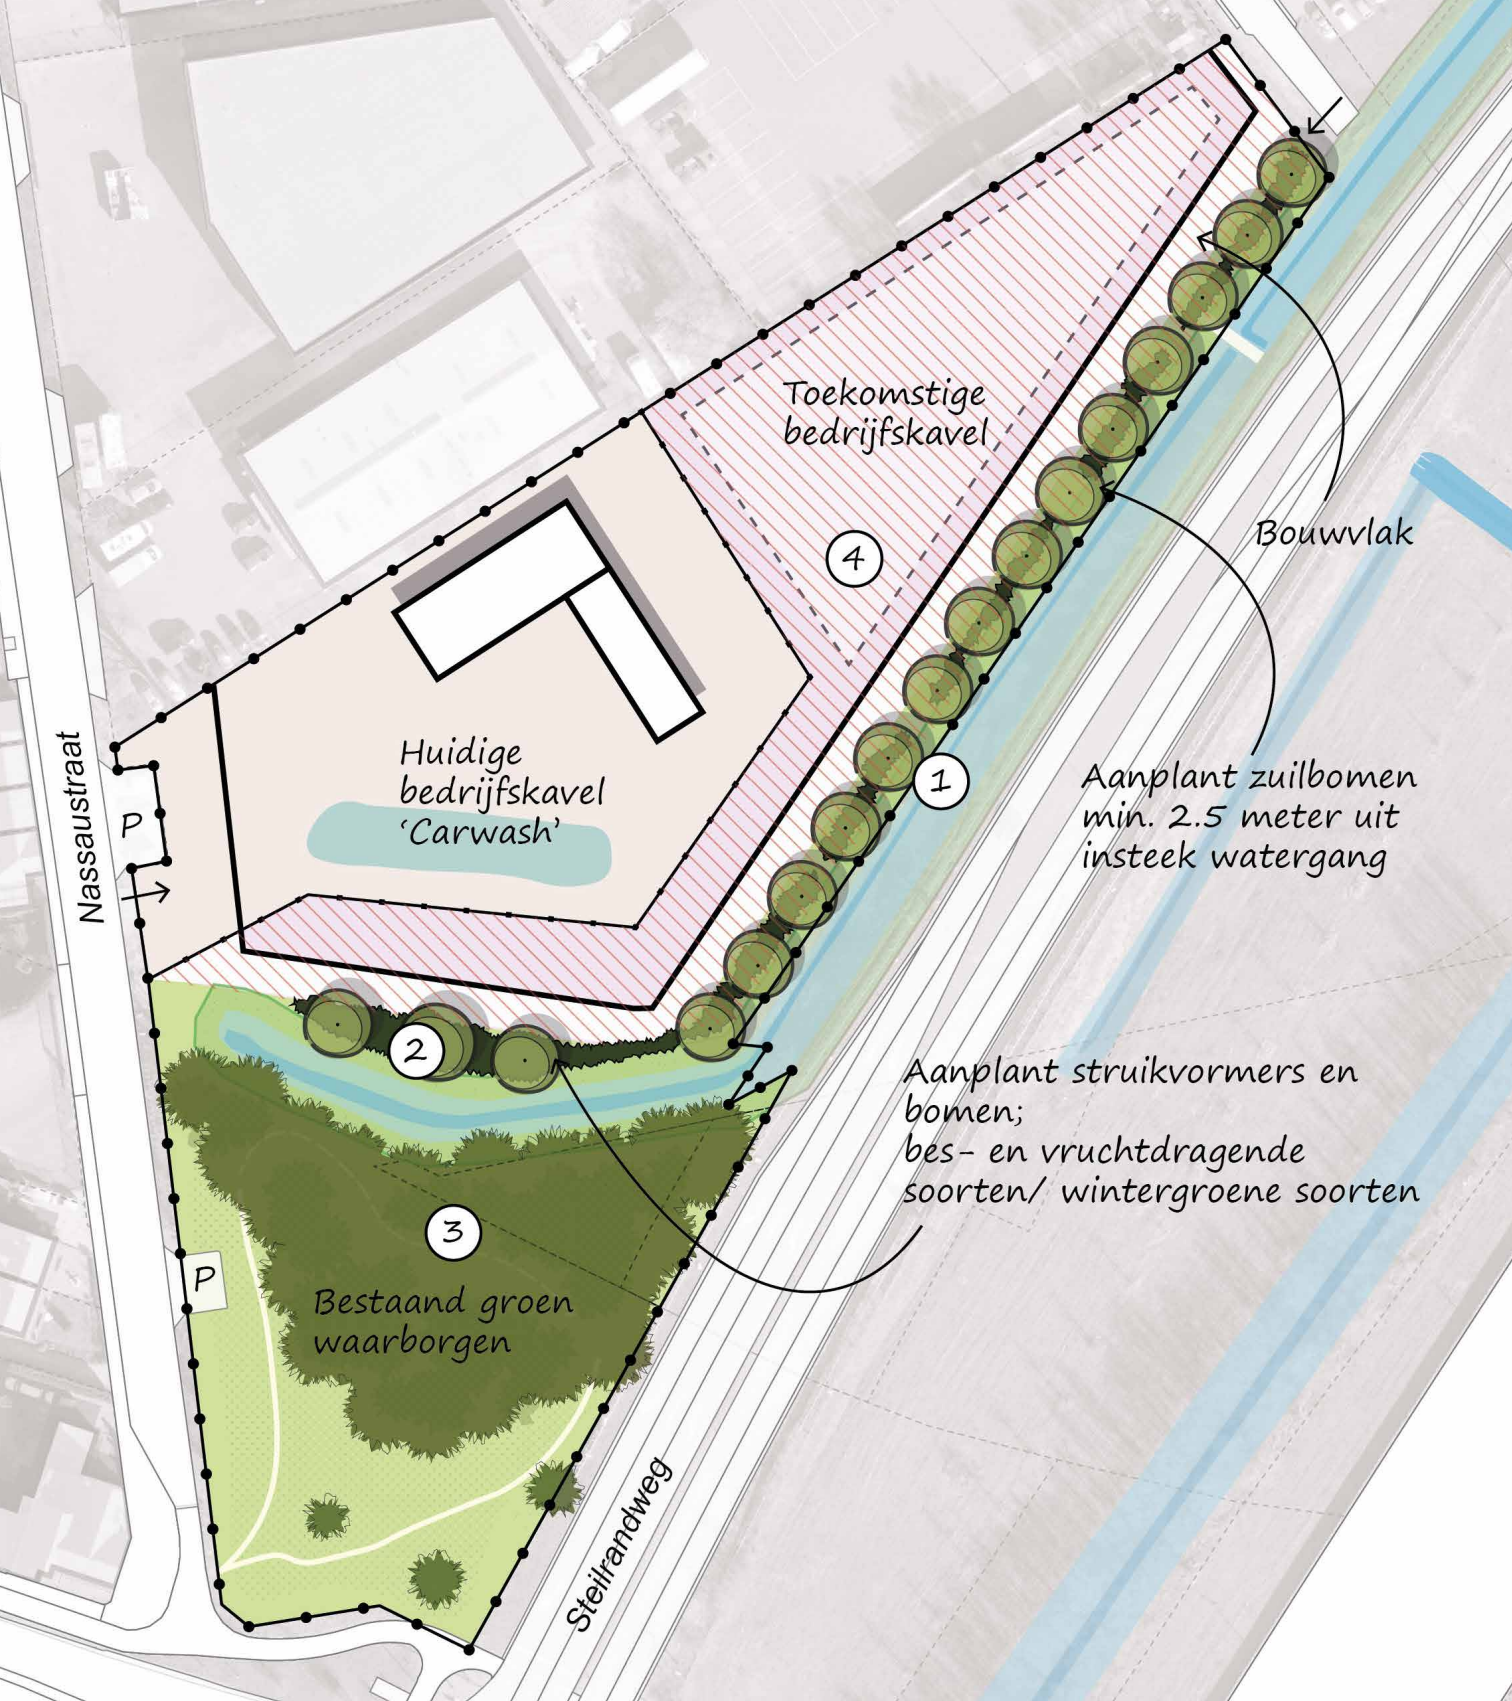 Toekomstige
bedrijfskavel
4
Bouwvlak
Huidige
bedrijfskavel
‘Carwash’
Nassaustraat
P
1
Aanplant zuilbomen
min. 2.5 meter uit
insteek watergang
2
Aanplant struikvormers en
bomen;
bes- en vruchtdragende
soorten/ wintergroene soorten
3
P
Bestaand groen
waarborgen
Steilrandweg